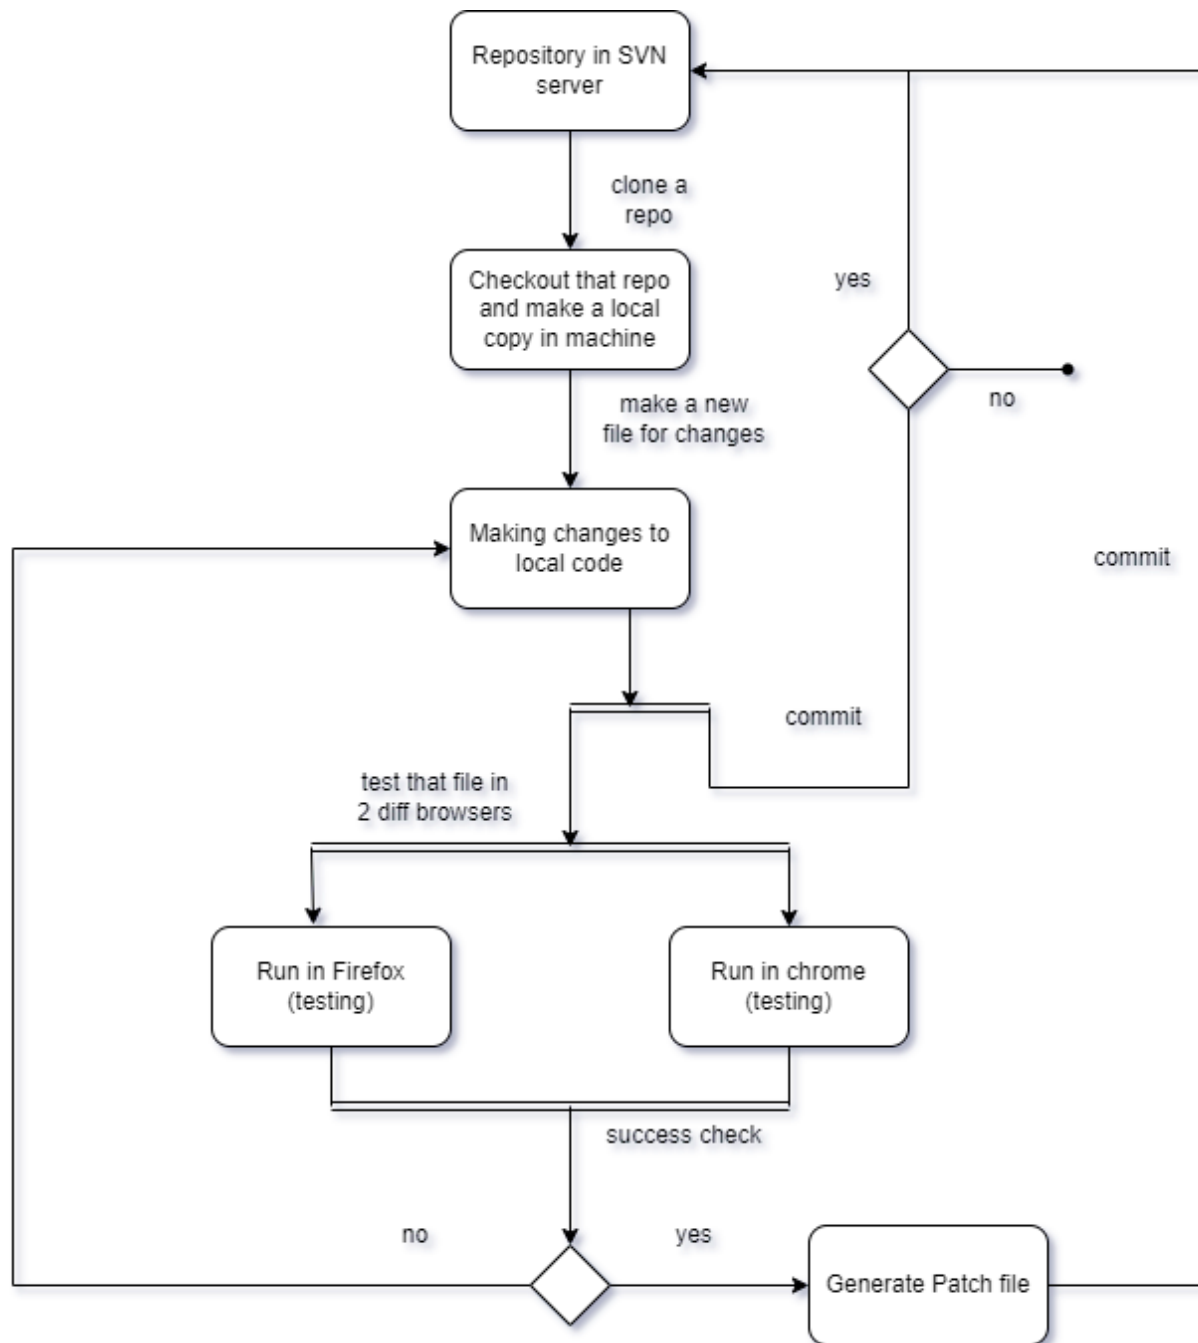 Repository in SVN
server
clone a
repo
Checkout that repo
and make a local
copy in machine
yes
no
make a new
file for changes
Making changes to
local code
commit
commit
test that file in
2 diff browsers
Run in Firefox
(testing)
Run in chrome
(testing)
success check
no
yes
Generate Patch file